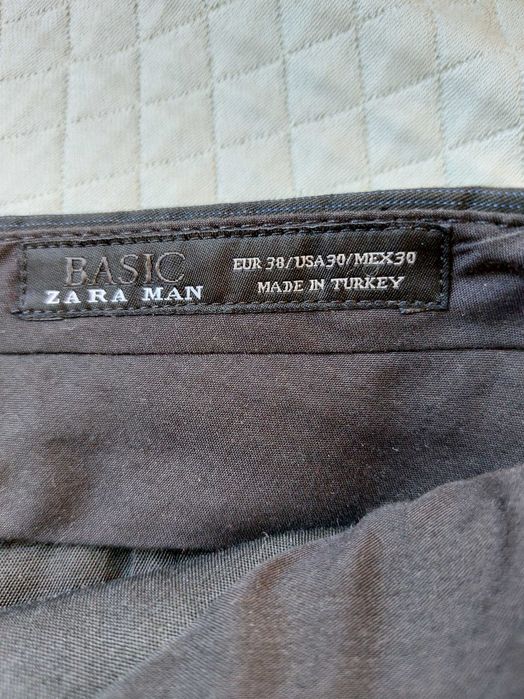 BASIC
ZARA MAN
EUR 38/USA30/MEX30
MADE IN TURKEY